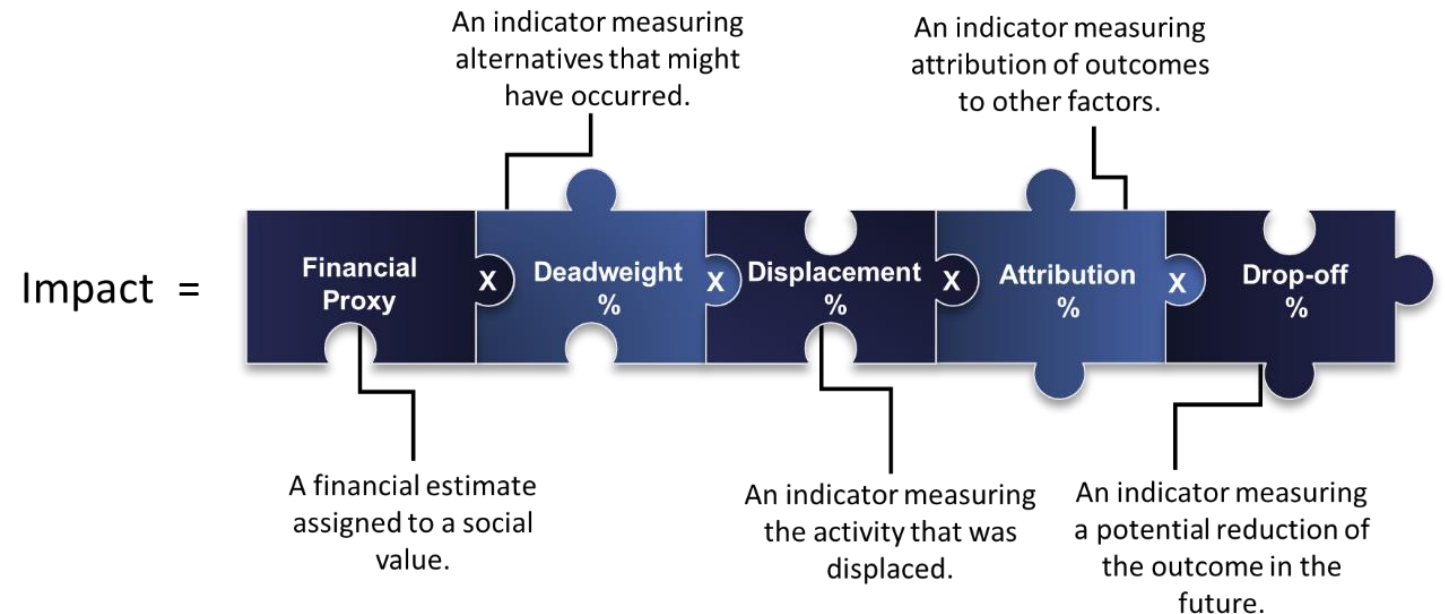 An indicator measuring
alternatives that might
have occurred.
An indicator measuring
attribution of outcomes
to other factors.
Impact =
Financial
Proxy
X
Deadweight
%
X
Displacement
%
X
Attribution
%
X
Drop-off
%
A financial estimate
assigned to a social
value.
An indicator measuring
the activity that was
displaced.
An indicator measuring
a potential reduction of
the outcome in the
future.